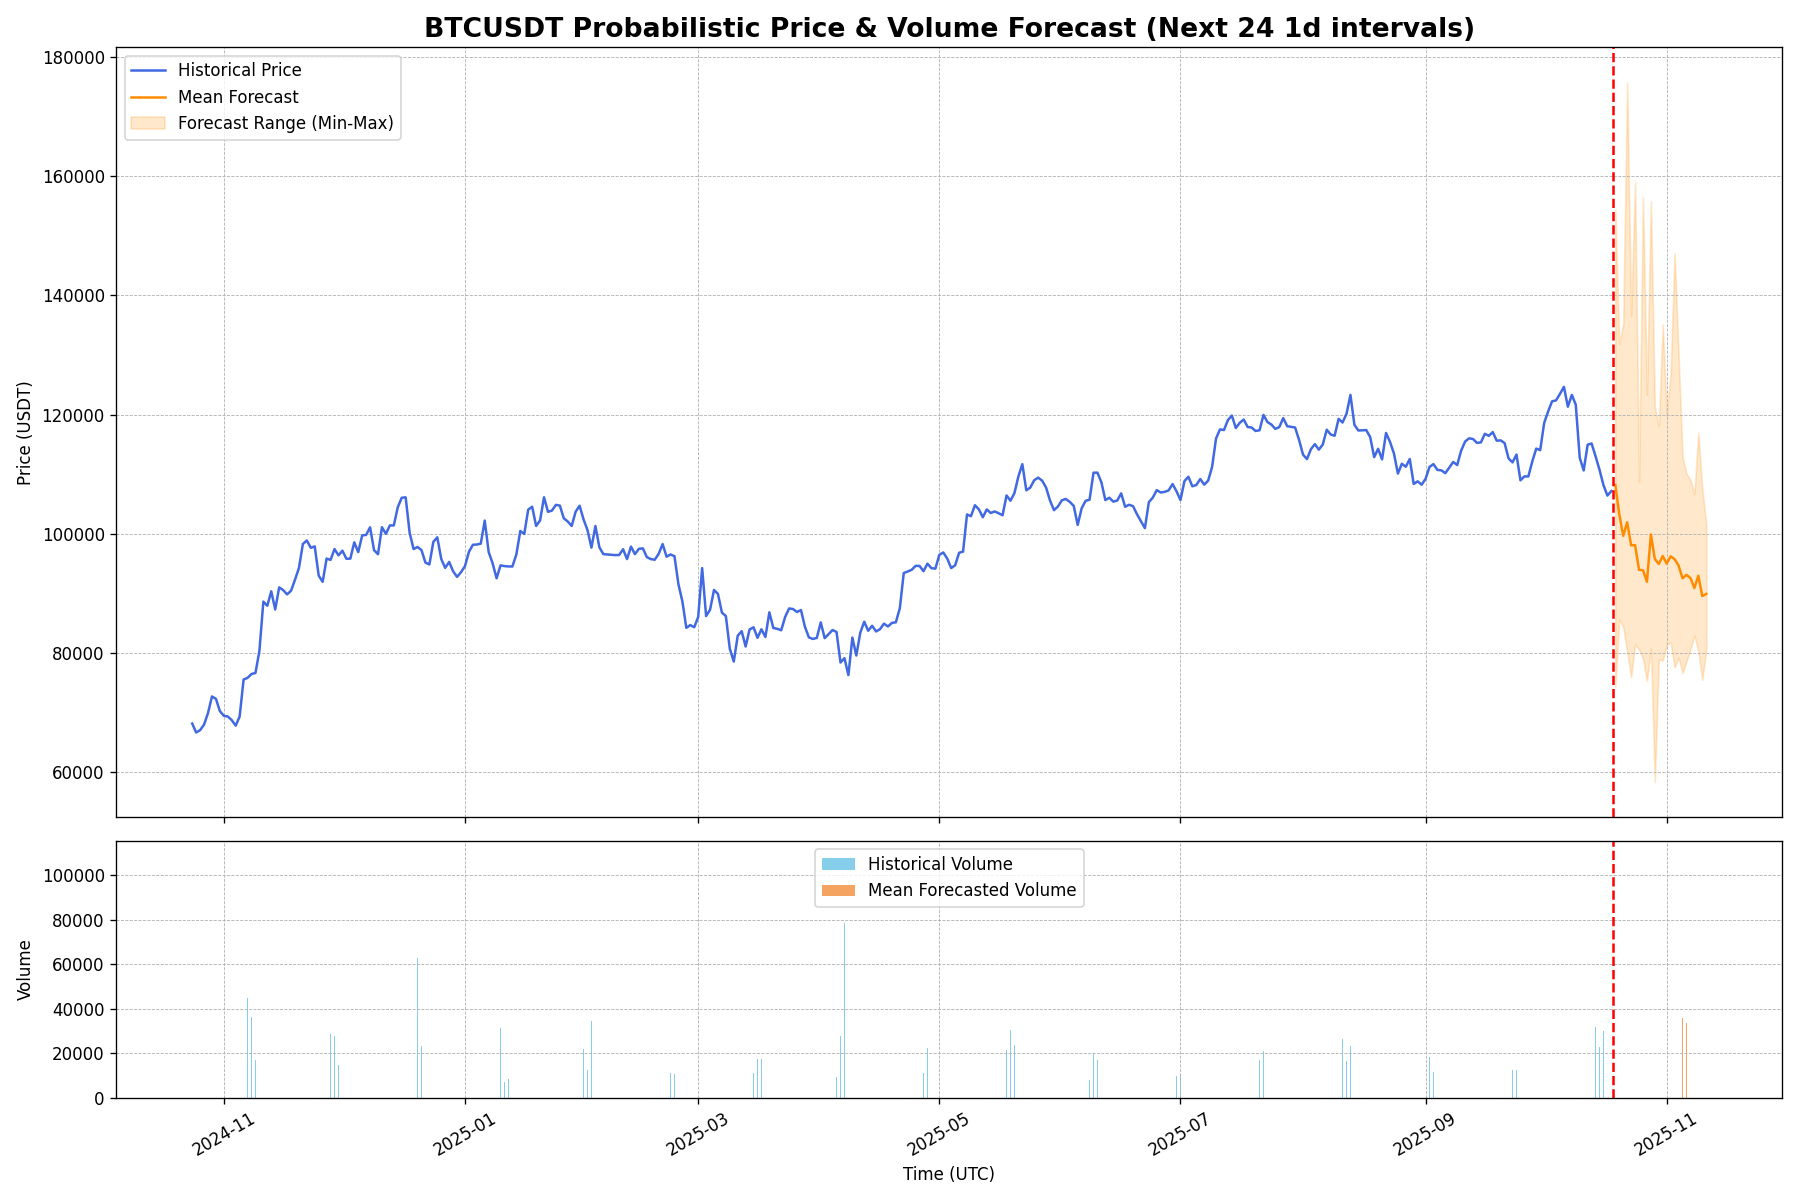 BTCUSDT Probabilistic Price & Volume Forecast (Next 24 1d intervals)
Historical Price
Mean Forecast
Forecast Range (Min-Max)
Price (USDT)
180000
160000
140000
120000
100000
80000
60000
Historical Volume
Mean Forecasted Volume
Volume
100000
80000
60000
40000
20000
0
2024-11
2025-01
2025-03
2025-05
2025-07
2025-09
2025-11
Time (UTC)